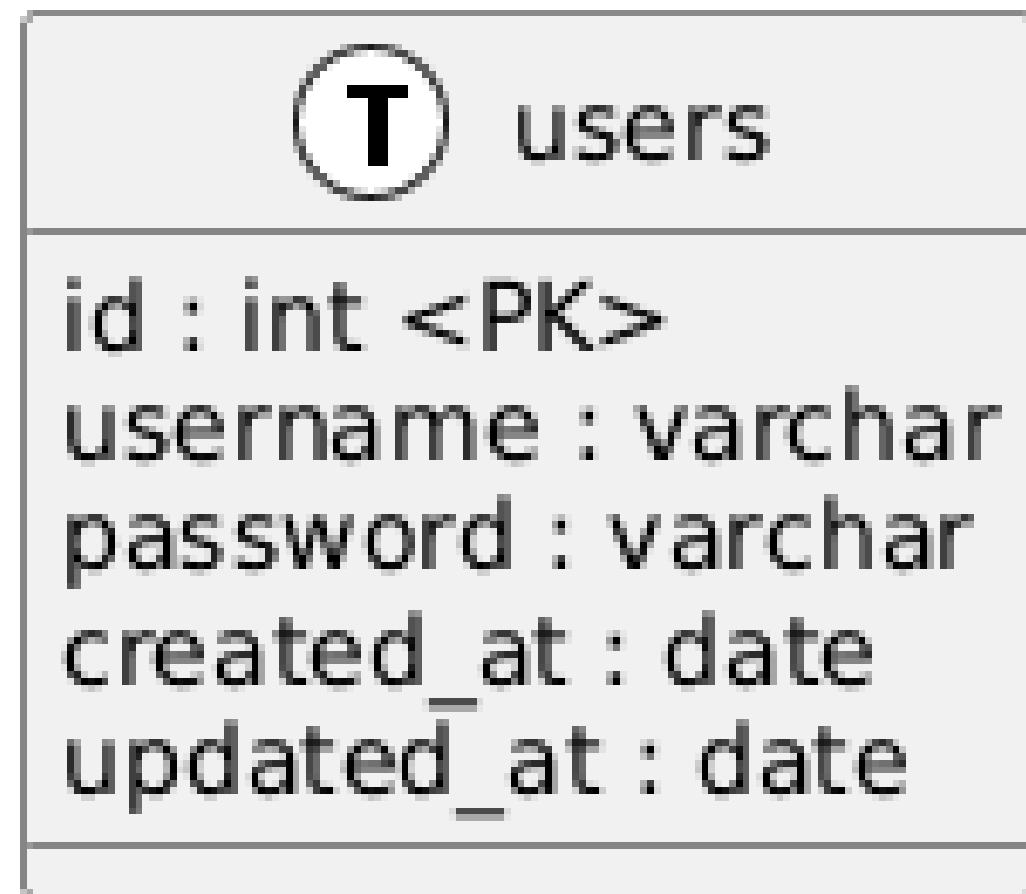 T users
id : int <PK>
username : varchar
password : varchar
created_at : date
updated_at : date